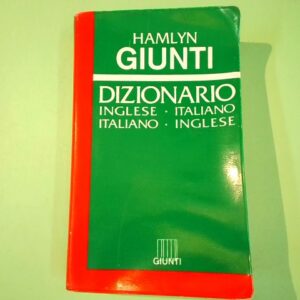 HAMLYN
GIUNTI
DIZIONARIO
INGLESE · ITALIANO
ITALIANO · INGLESE
GIUNTI